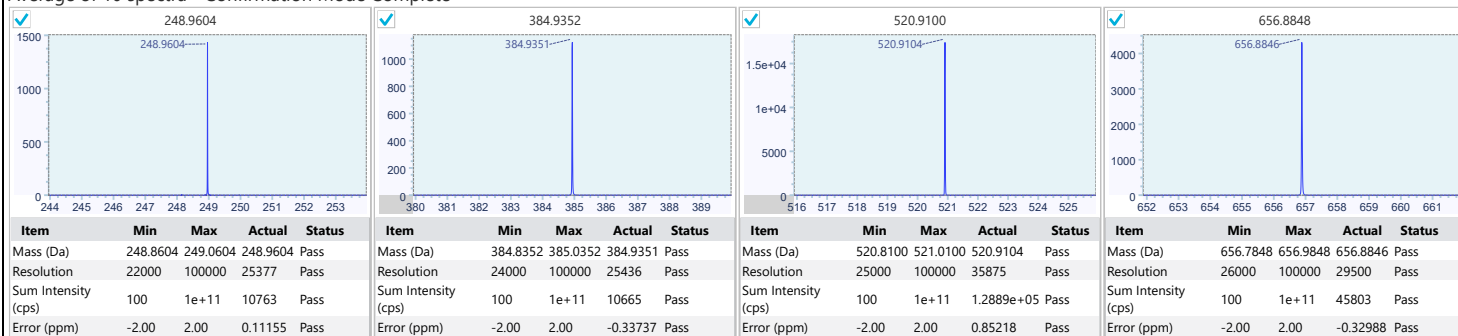 Average of 10 spectra - Confirmation Mode Complete
248.9604
1500
1000
500
0
248.9604
244 245 246 247 248 249 250 251 252 253
Item Min Max Actual Status
Mass (Da) 248.8604 249.0604 248.9604 Pass
Resolution 22000 100000 25377 Pass
Sum Intensity
(cps) 100 1e+11 10763 Pass
Error (ppm) -2.00 2.00 0.11155 Pass
384.9352
1000
800
600
400
200
0
384.9351
380 381 382 383 384 385 386 387 388 389
Item Min Max Actual Status
Mass (Da) 384.8352 385.0352 384.9351 Pass
Resolution 24000 100000 25436 Pass
Sum Intensity
(cps) 100 1e+11 10665 Pass
Error (ppm) -2.00 2.00 -0.33737 Pass
520.9100
1.5e+04
1e+04
5000
0
520.9104
516 517 518 519 520 521 522 523 524 525
Item Min Max Actual Status
Mass (Da) 520.8100 521.0100 520.9104 Pass
Resolution 25000 100000 35875 Pass
Sum Intensity
(cps) 100 1e+11 1.2889e+05 Pass
Error (ppm) -2.00 2.00 0.85218 Pass
656.8848
4000
3000
2000
1000
0
656.8846
652 653 654 655 656 657 658 659 660 661
Item Min Max Actual Status
Mass (Da) 656.7848 656.9848 656.8846 Pass
Resolution 26000 100000 29500 Pass
Sum Intensity
(cps) 100 1e+11 45803 Pass
Error (ppm) -2.00 2.00 -0.32988 Pass